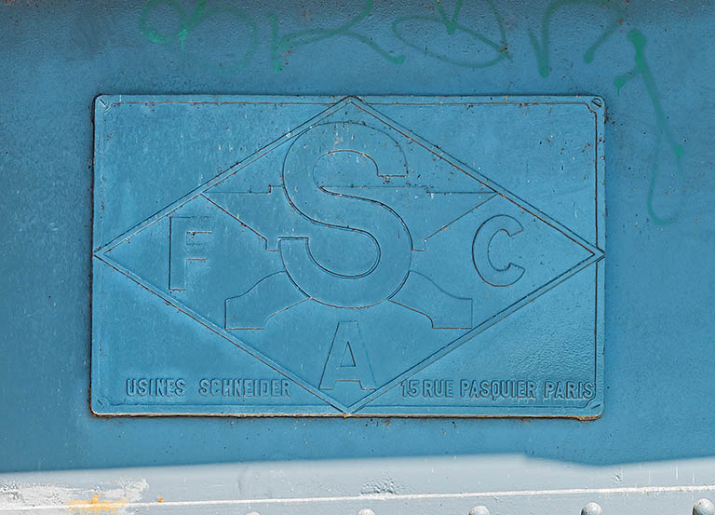 S
F C
A
USINES SCHNEIDER 15 RUE PASQUIER PARIS